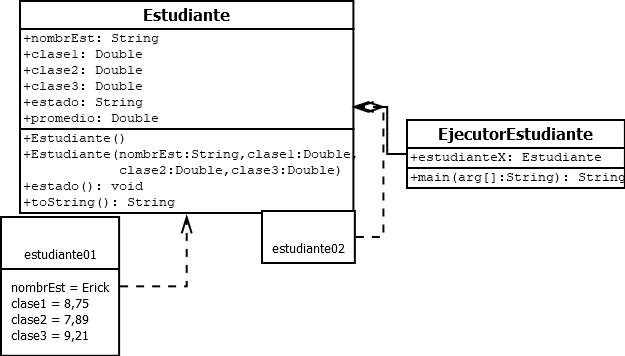 Estudiante
+nombrEst: String
+clase1: Double
+clase2: Double
+clase3: Double
+estado: String
+promedio: Double
+Estudiante()
+Estudiante(nombrEst:String,clase1:Double,
clase2:Double,clase3:Double)
+estado(): void
+toString(): String
EjecutorEstudiante
+estudianteX: Estudiante
+main(arg[]:String): String
estudiante01
nombrEst = Erick
clase1 = 8,75
clase2 = 7,89
clase3 = 9,21
estudiante02